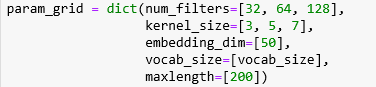 param_grid = dict(num_filters=[32, 64, 128],
kernel_size=[3, 5, 7],
embedding_dim=[50],
vocab_size=[vocab_size],
maxlength=[200])